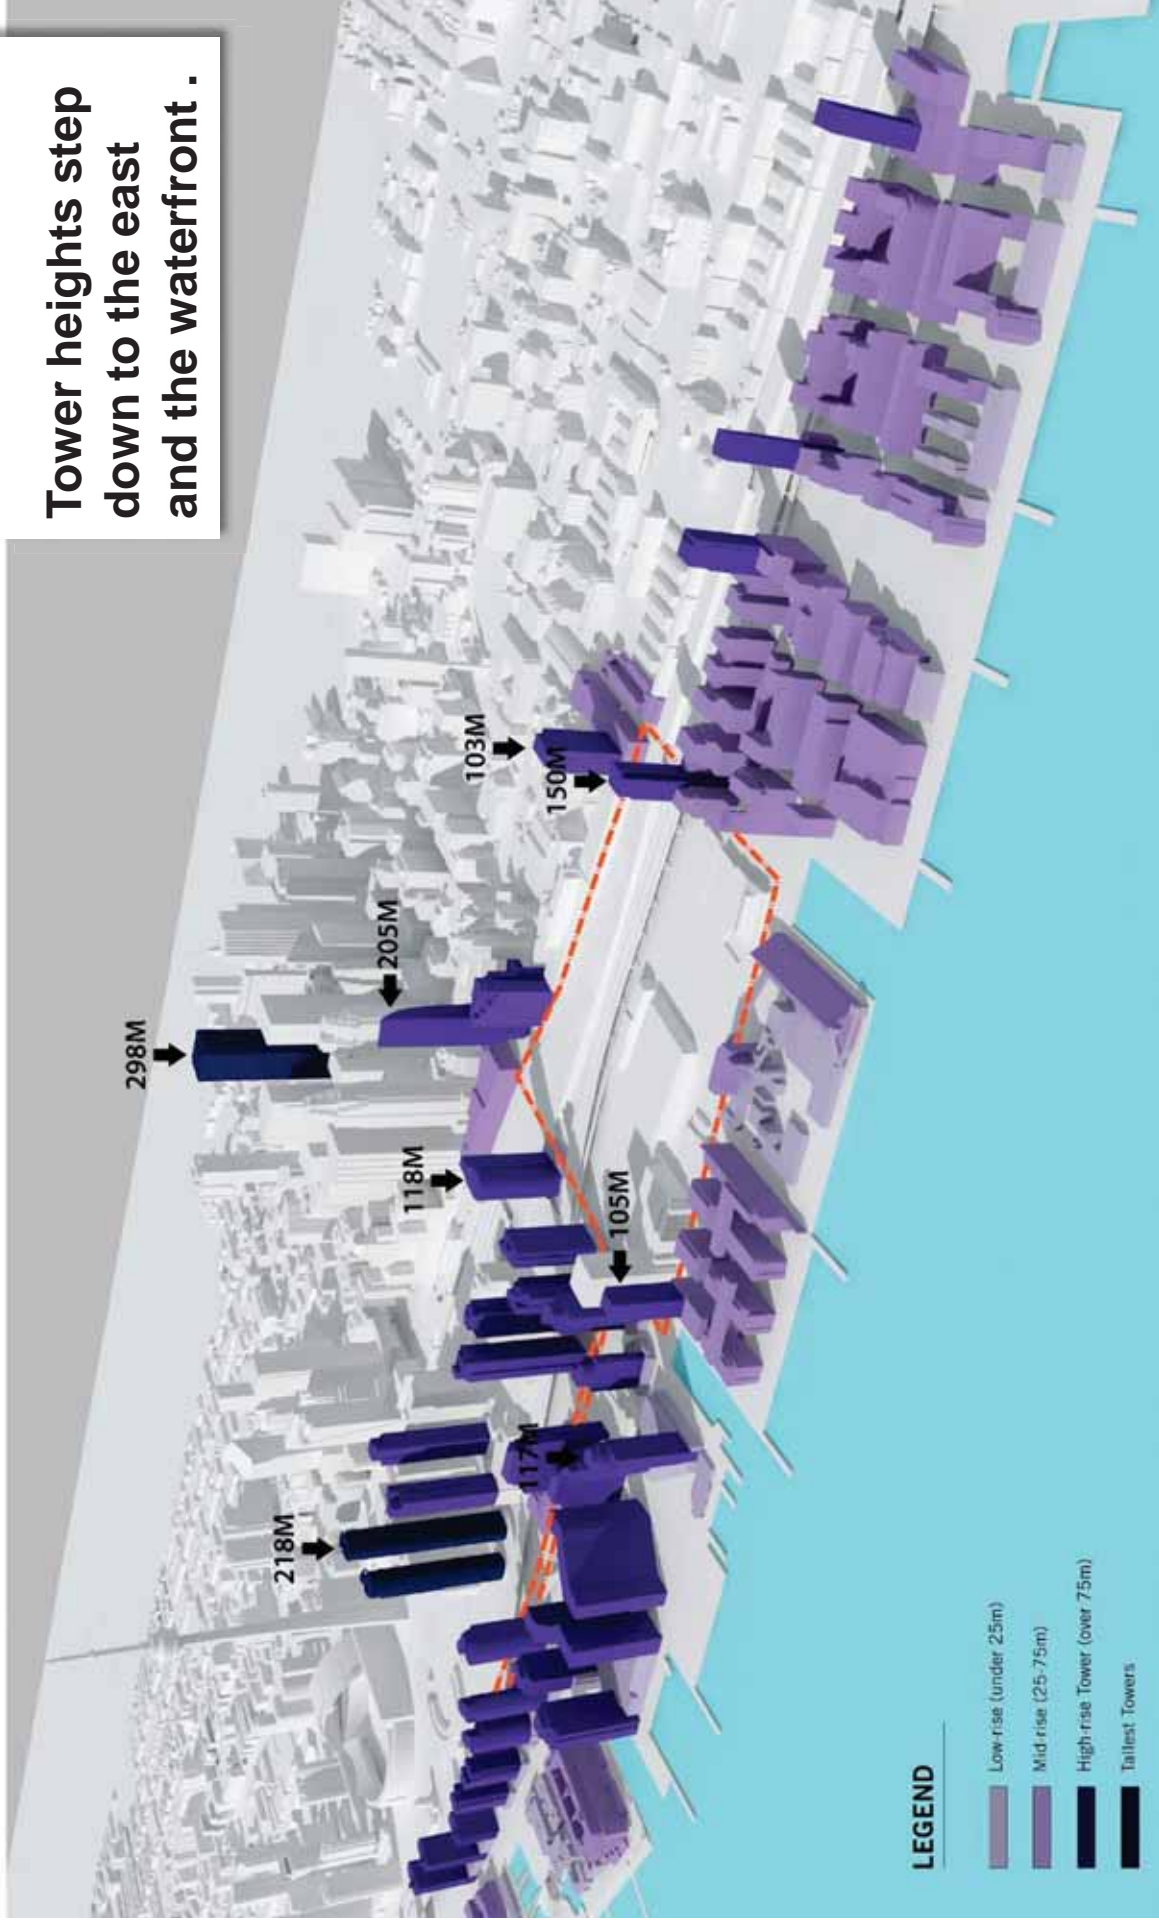 Tower heights step
down to the east
and the waterfront .
298M
205M
103M
150M
118M
105M
218M
117M
LEGEND
Low-rise (under 25m)
Mid-rise (25-75m)
High-rise Tower (over 75m)
Tallest Towers